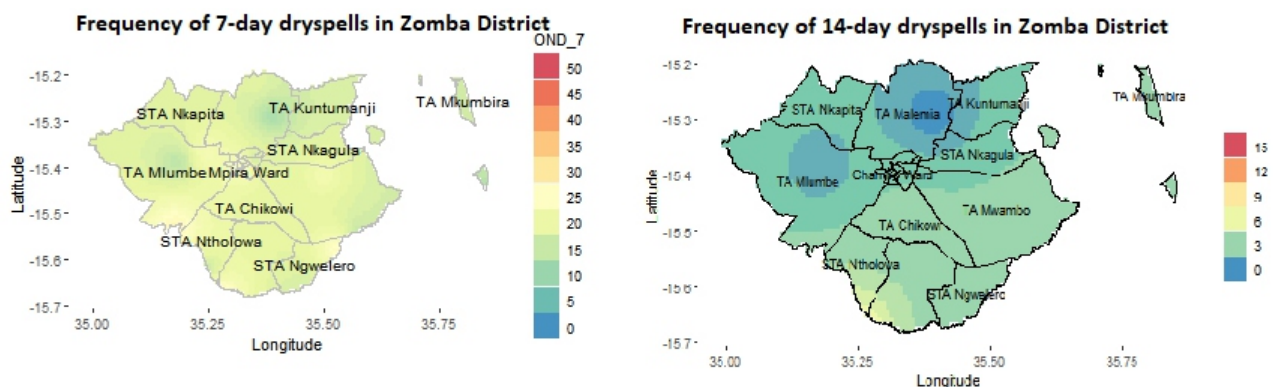 Frequency of 7-day dryspells in Zomba District
OND_7
50
45
40
35
30
25
20
15
10
5
0
-15.2
-15.3
-15.4
-15.5
-15.6
-15.7
Latitude
STA Nkapita
TA Kuntumanji
TA Mkumbira
STA Nkagula
TA Mlumbe
Mpira Ward
TA Chikowi
STA Ntholowa
STA Ngwelero
35.00
35.25
35.50
35.75
Longitude
Frequency of 14-day dryspells in Zomba District
-15.2
-15.3
-15.4
-15.5
-15.6
-15.7
Latitude
STA Nkapita
TA Malemia
TA Kuntumanji
TA Mkumbira
STA Nkagula
TA Mlumbe
Ward
TA Mwambo
TA Chikowi
STA Ntholowa
STA Ngwelero
35.00
35.25
35.50
35.75
Longitude
15
12
9
6
3
0